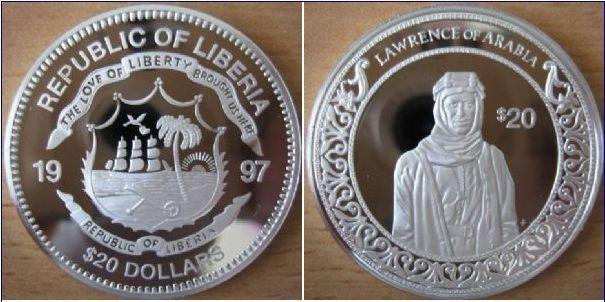 REPUBLIC OF LIBERIA
THE LOVE OF LIBERTY BROUGHT US HERE
19 97
REPUBLIC OF LIBERIA
$20 DOLLARS
LAWRENCE OF ARABIA
$20